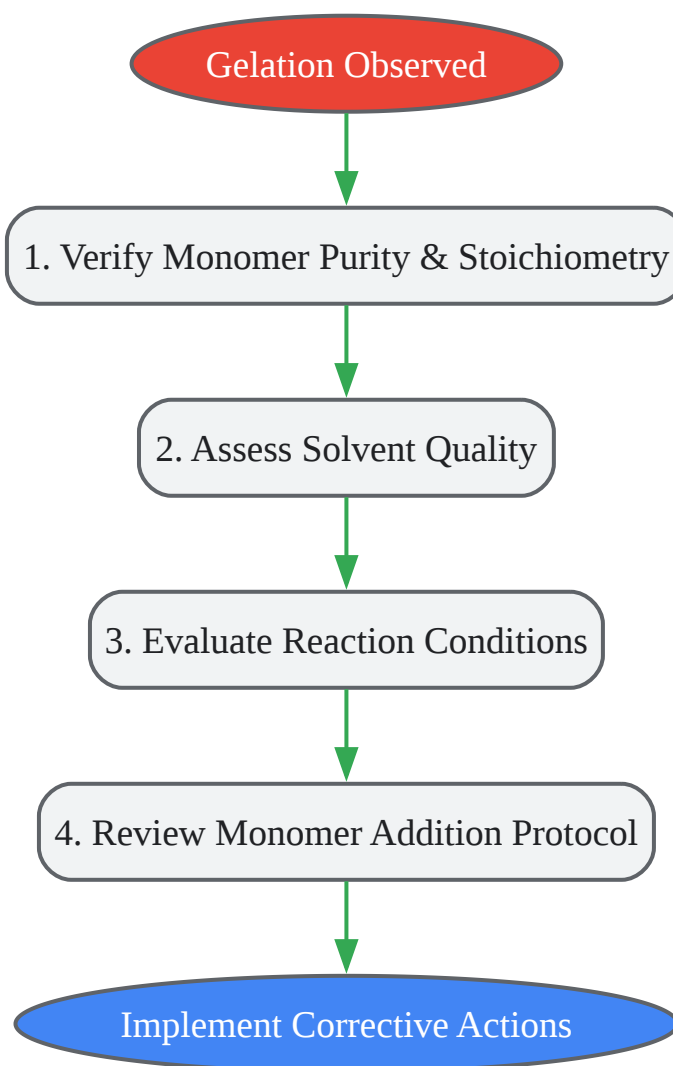 Gelation Observed
1. Verify Monomer Purity & Stoichiometry
2. Assess Solvent Quality
3. Evaluate Reaction Conditions
4. Review Monomer Addition Protocol
Implement Corrective Actions